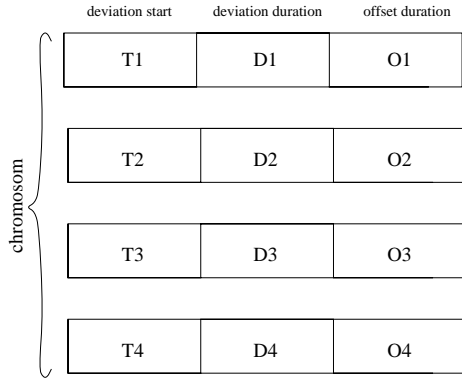 deviation start deviation duration offset duration
T1 D1 O1
T2 D2 O2
chromosom
T3 D3 O3
T4 D4 O4